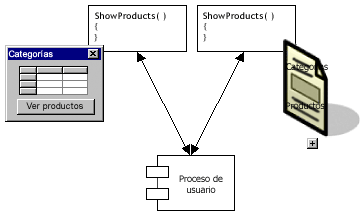 ShowProducts( )
{
}
ShowProducts( )
{
}
Categorías
Ver productos
Categorías
Productos
Proceso de
usuario